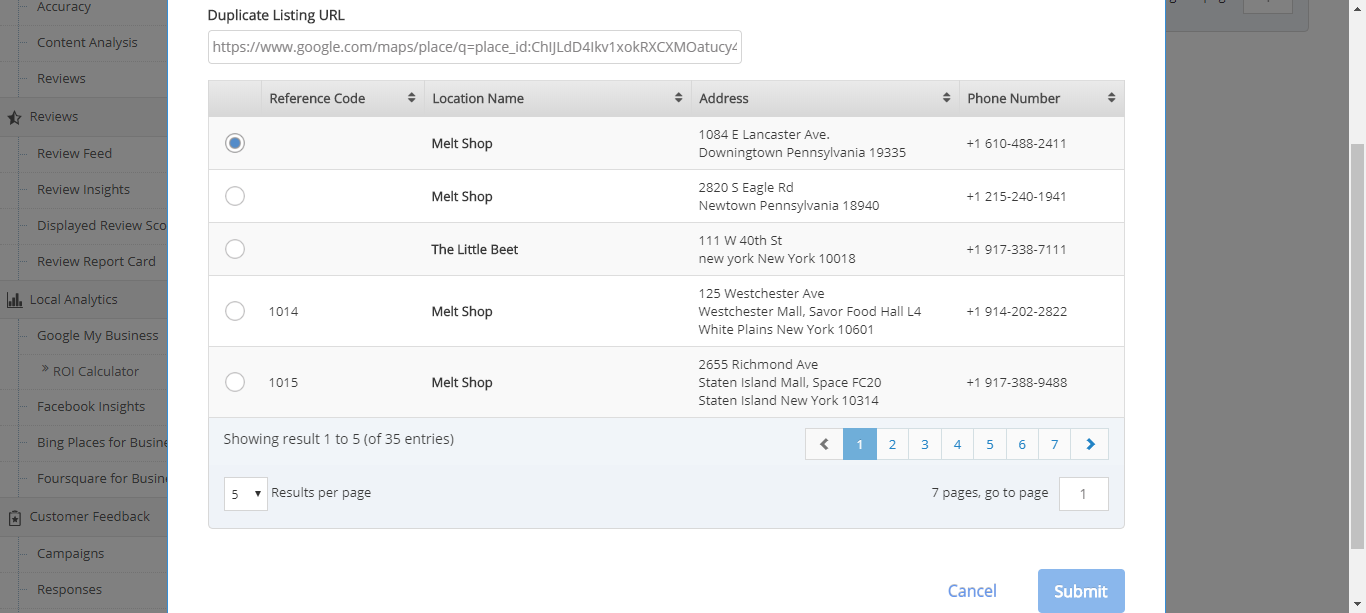 Accuracy
Content Analysis
Reviews
Reviews
Review Feed
Review Insights
Displayed Review Sco
Review Report Card
Local Analytics
Google My Business
» ROI Calculator
Facebook Insights
Bing Places for Busine
Foursquare for Busin
Customer Feedback
Campaigns
Responses
Duplicate Listing URL
https://www.google.com/maps/place/q=place_id:ChIJLdD4Ikv1xokRXCXMOatucy4
Reference Code Location Name Address Phone Number
Melt Shop 1084 E Lancaster Ave. +1 610-488-2411
Downingtown Pennsylvania 19335
Melt Shop 2820 S Eagle Rd +1 215-240-1941
Newtown Pennsylvania 18940
The Little Beet 111 W 40th St +1 917-338-7111
new york New York 10018
1014 Melt Shop 125 Westchester Ave +1 914-202-2822
Westchester Mall, Savor Food Hall L4
White Plains New York 10601
1015 Melt Shop 2655 Richmond Ave +1 917-388-9488
Staten Island Mall, Space FC20
Staten Island New York 10314
Showing result 1 to 5 (of 35 entries) 1 2 3 4 5 6 7
5 Results per page 7 pages, go to page 1
Cancel Submit